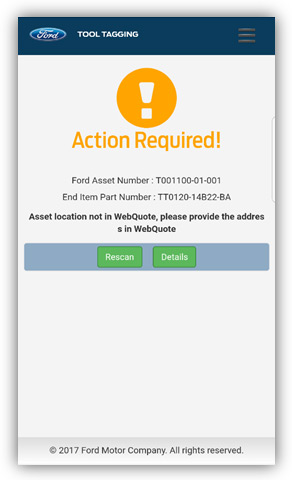 Ford TOOL TAGGING
!
Action Required!
Ford Asset Number : T001100-01-001
End Item Part Number : TT0120-14B22-BA
Asset location not in WebQuote, please provide the addres
s in WebQuote
Rescan Details
© 2017 Ford Motor Company. All rights reserved.